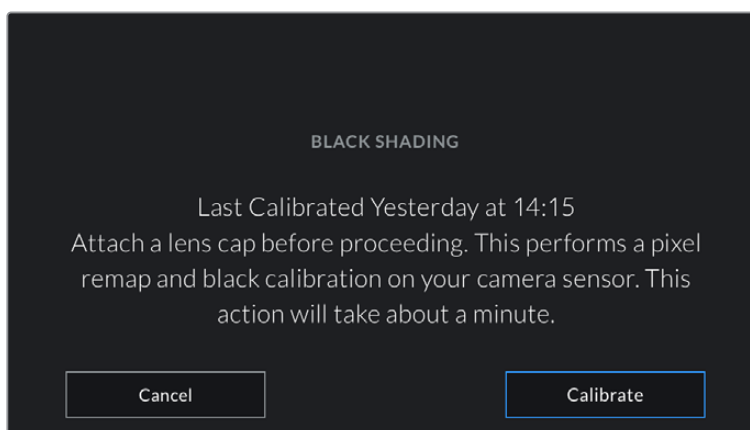 BLACK SHADING
Last Calibrated Yesterday at 14:15
Attach a lens cap before proceeding. This performs a pixel
remap and black calibration on your camera sensor. This
action will take about a minute.
Cancel
Calibrate